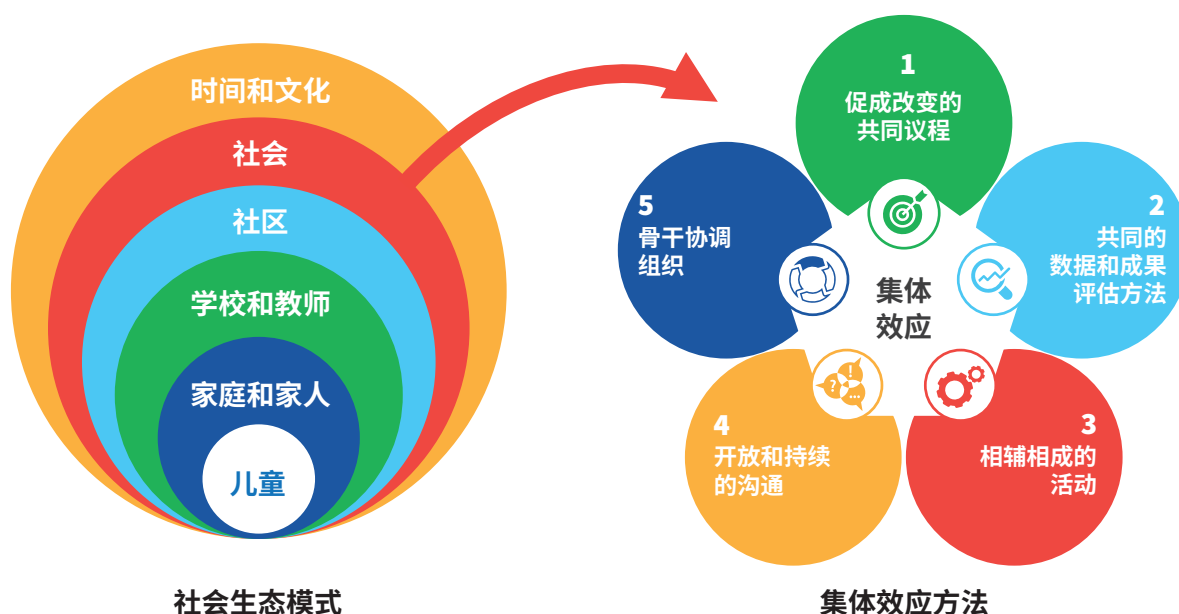 时间和文化
社会
社区
学校和教师
家庭和家人
儿童
社会生态模式
1
促成改变的
共同议程
2
共同的
数据和成果
评估方法
3
相辅相成的
活动
4
开放和持续
的沟通
5
骨干协调
组织
集体
效应
?
!
...
集体效应方法